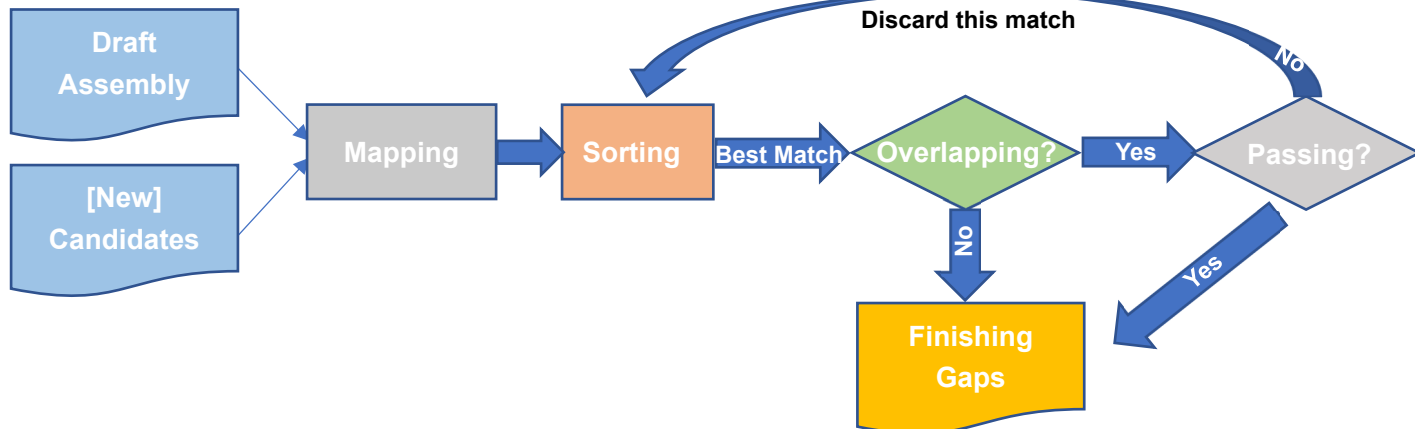 Discard this match
Draft
Assembly
No
Mapping
Sorting
Best Match
Overlapping?
Yes
Passing?
[New]
Candidates
No
Yes
Finishing
Gaps